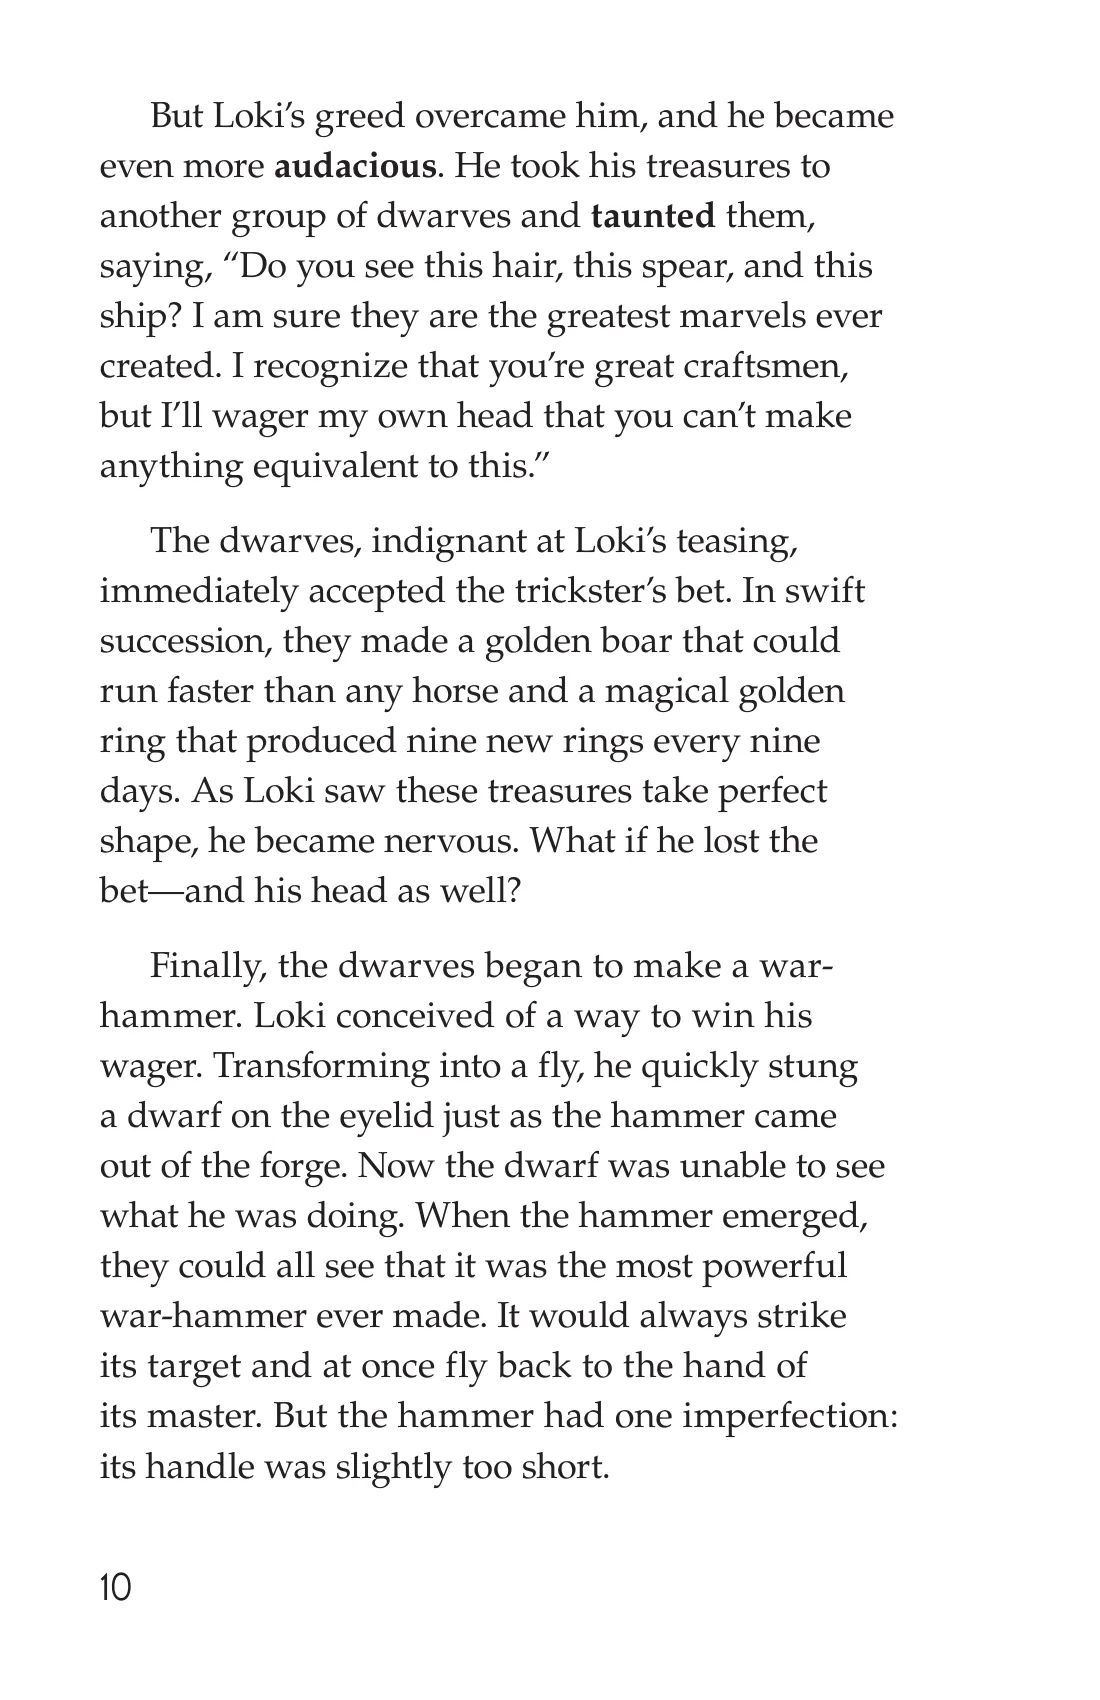 But Loki’s greed overcame him, and he became
even more audacious. He took his treasures to
another group of dwarves and taunted them,
saying, “Do you see this hair, this spear, and this
ship? I am sure they are the greatest marvels ever
created. I recognize that you’re great craftsmen,
but I’ll wager my own head that you can’t make
anything equivalent to this.”
The dwarves, indignant at Loki’s teasing,
immediately accepted the trickster’s bet. In swift
succession, they made a golden boar that could
run faster than any horse and a magical golden
ring that produced nine new rings every nine
days. As Loki saw these treasures take perfect
shape, he became nervous. What if he lost the
bet—and his head as well?
Finally, the dwarves began to make a war-
hammer. Loki conceived of a way to win his
wager. Transforming into a fly, he quickly stung
a dwarf on the eyelid just as the hammer came
out of the forge. Now the dwarf was unable to see
what he was doing. When the hammer emerged,
they could all see that it was the most powerful
war-hammer ever made. It would always strike
its target and at once fly back to the hand of
its master. But the hammer had one imperfection:
its handle was slightly too short.
10